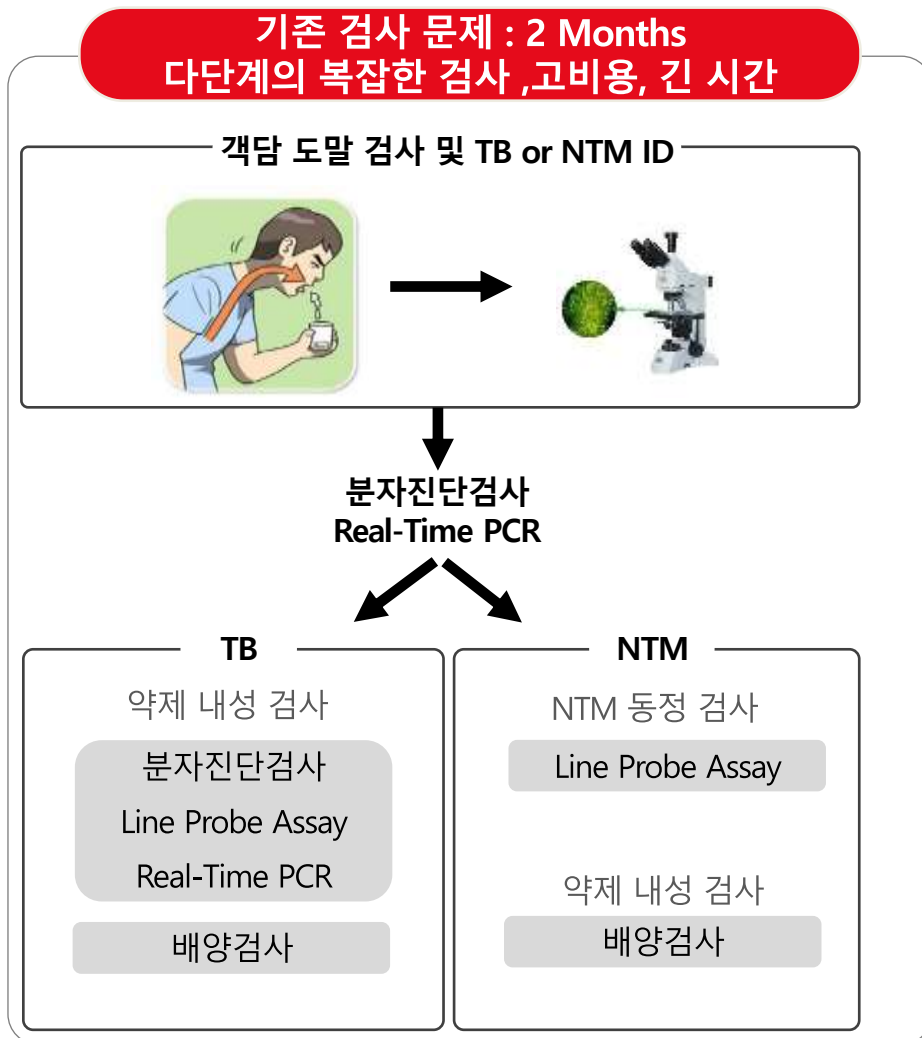 기존 검사 문제 : 2 Months
다단계의 복잡한 검사 ,고비용, 긴 시간
객담 도말 검사 및 TB or NTM ID
분자진단검사
Real-Time PCR
TB
약제 내성 검사
분자진단검사
Line Probe Assay
Real-Time PCR
배양검사
NTM
NTM 동정 검사
Line Probe Assay
약제 내성 검사
배양검사